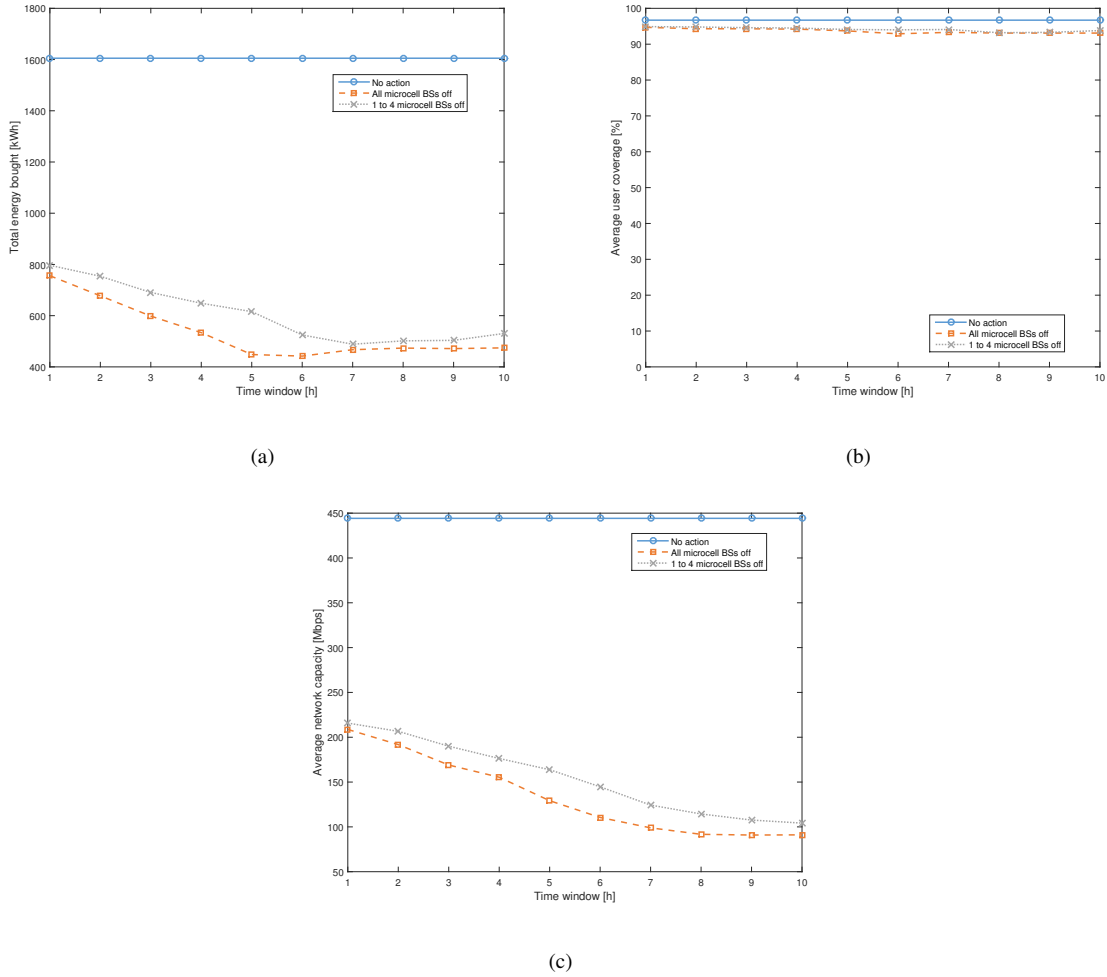 1800
1600
1400
1200
1000
800
600
400
Total energy bought [kWh]
No action
All microcell BSs off
1 to 4 microcell BSs off
1 2 3 4 5 6 7 8 9 10
Time window [h]
(a)
100
90
80
70
60
50
40
30
20
10
0
Average user coverage [%]
No action
All microcell BSs off
1 to 4 microcell BSs off
1 2 3 4 5 6 7 8 9 10
Time window [h]
(b)
450
400
350
300
250
200
150
100
50
Average network capacity [Mbps]
No action
All microcell BSs off
1 to 4 microcell BSs off
1 2 3 4 5 6 7 8 9 10
Time window [h]
(c)